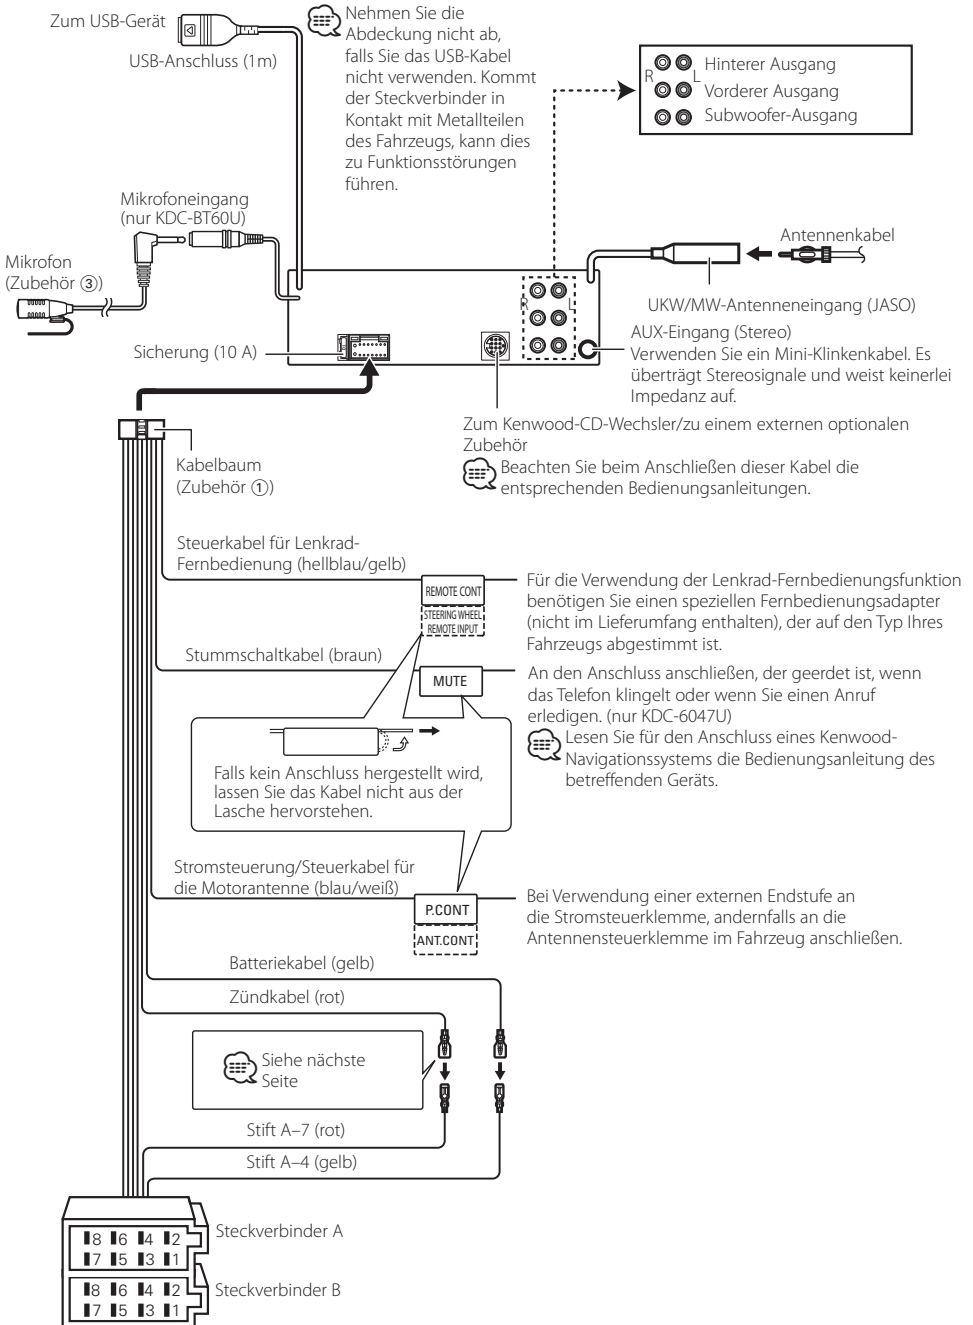 Zum USB-Gerät
USB-Anschluss (1m)
Nehmen Sie die
Abdeckung nicht ab,
falls Sie das USB-Kabel
nicht verwenden. Kommt
der Steckverbinder in
Kontakt mit Metallteilen
des Fahrzeugs, kann dies
zu Funktionsstörungen
führen.
R L
Hinterer Ausgang
Vorderer Ausgang
Subwoofer-Ausgang
Mikrofoneingang
(nur KDC-BT60U)
Mikrofon
(Zubehör ③)
Antennenkabel
UKW/MW-Antenneneingang (JASO)
R L
AUX-Eingang (Stereo)
Verwenden Sie ein Mini-Klinkenkabel. Es
überträgt Stereosignale und weist keinerlei
Impedanz auf.
Sicherung (10 A)
Zum Kenwood-CD-Wechsler/zu einem externen optionalen
Zubehör
Beachten Sie beim Anschließen dieser Kabel die
entsprechenden Bedienungsanleitungen.
Kabelbaum
(Zubehör ①)
Steuerkabel für Lenkrad-
Fernbedienung (hellblau/gelb)
REMOTE CONT
STEERING WHEEL
REMOTE INPUT
Für die Verwendung der Lenkrad-Fernbedienungsfunktion
benötigen Sie einen speziellen Fernbedienungsadapter
(nicht im Lieferumfang enthalten), der auf den Typ Ihres
Fahrzeugs abgestimmt ist.
Stummschaltkabel (braun)
MUTE
An den Anschluss anschließen, der geerdet ist, wenn
das Telefon klingelt oder wenn Sie einen Anruf
erledigen. (nur KDC-6047U)
Lesen Sie für den Anschluss eines Kenwood-
Navigationssystems die Bedienungsanleitung des
betreffenden Geräts.
Falls kein Anschluss hergestellt wird,
lassen Sie das Kabel nicht aus der
Lasche hervorstehen.
Stromsteuerung/Steuerkabel für
die Motorantenne (blau/weiß)
P.CONT
ANT.CONT
Bei Verwendung einer externen Endstufe an
die Stromsteuerklemme, andernfalls an die
Antennensteuerklemme im Fahrzeug anschließen.
Batteriekabel (gelb)
Zündkabel (rot)
Siehe nächste
Seite
Stift A–7 (rot)
Stift A–4 (gelb)
Steckverbinder A
8 6 4 2
7 5 3 1
Steckverbinder B
8 6 4 2
7 5 3 1